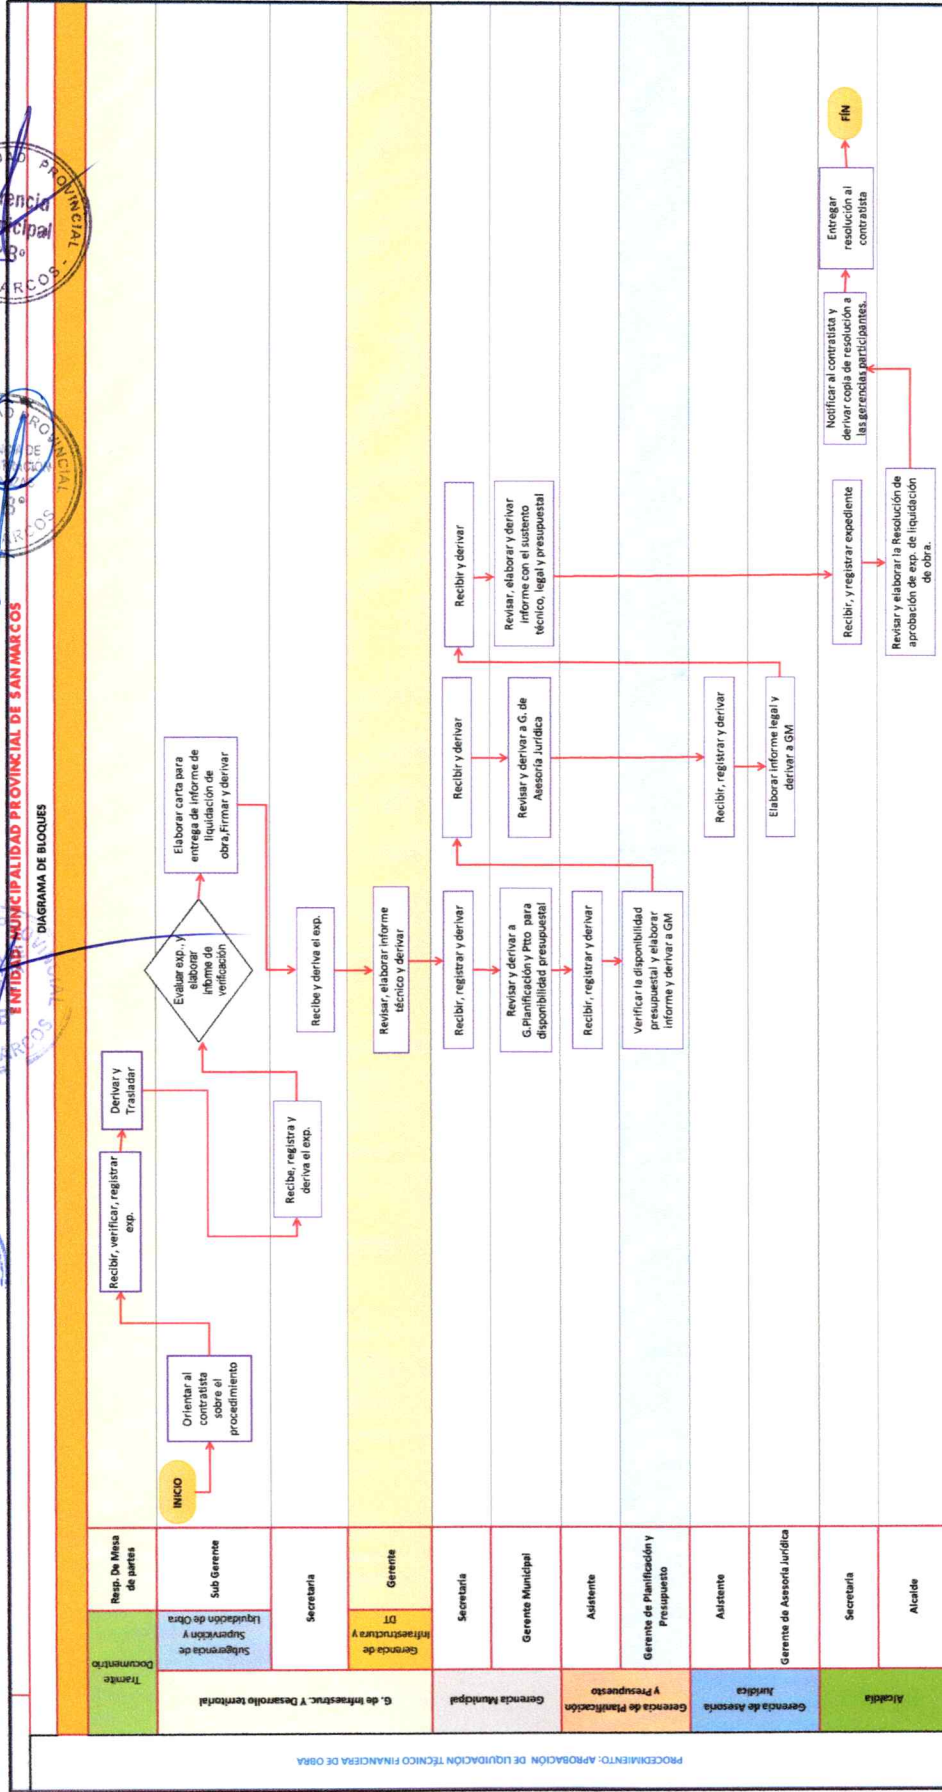 ENTIDAD: MUNICIPALIDAD PROVINCIAL DE SAN MARCOS
DIAGRAMA DE BLOQUES
PROCEDIMIENTO: APROBACIÓN DE LIQUIDACIÓN TÉCNICO FINANCIERA DE OBRA
Tramite
Documentrio
Resp. De Mesa
de partes
Recibir, verificar, registrar
exp.
Derivar y
Trasladar
G. de Infraestruc. Y Desarrollo territorial
Subgerencia de
Supervición y
Liquidación de Obra
Sub Gerente
INICIO
Orientar al
contratista
sobre el
procedimiento
Evaluar exp., y
elaborar
informe de
verificación
Elaborar carta para
entrega de informe de
liquidación de
obra,Firmar y derivar
Secretaria
Recibe, registra y
deriva el exp.
Recibe y deriva el exp.
Gerencia de
Infraestructura y
DT
Gerente
Revisar, elaborar informe
técnico y derivar
Gerencia Municipal
Secretaría
Recibir, registrar y derivar
Recibir y derivar
Recibir y derivar
Gerente Municipal
Revisar y derivar a
G.Planificación y Ptto para
disponibilidad presupuestal
Revisar y derivar a G. de
Asesoría Jurídica
Revisar, elaborar y derivar
informe con el sustento
técnico, legal y presupuestal
Gerencia de Planificación
y Presupuesto
Asistente
Recibir, registrar y derivar
Gerente de Planificación y
Presupuesto
Verificar la disponibilidad
presupuestal y elaborar
informe y derivar a GM
Gerencia de Asesoría
Jurídica
Asistente
Recibir, registrar y derivar
Gerente de Asesoría Jurídica
Elaborar informe legal y
derivar a GM
Alcaldía
Secretaría
Recibir, y registrar expediente
Notificar al contratista y
derivar copia de resolución a
las gerencias participantes.
Entregar
resolución al
contratista
FÍN
Alcalde
Revisar y elaborar la Resolución de
aprobación de exp. de liquidación
de obra.
PROVINCIAL
PROVINCIAL